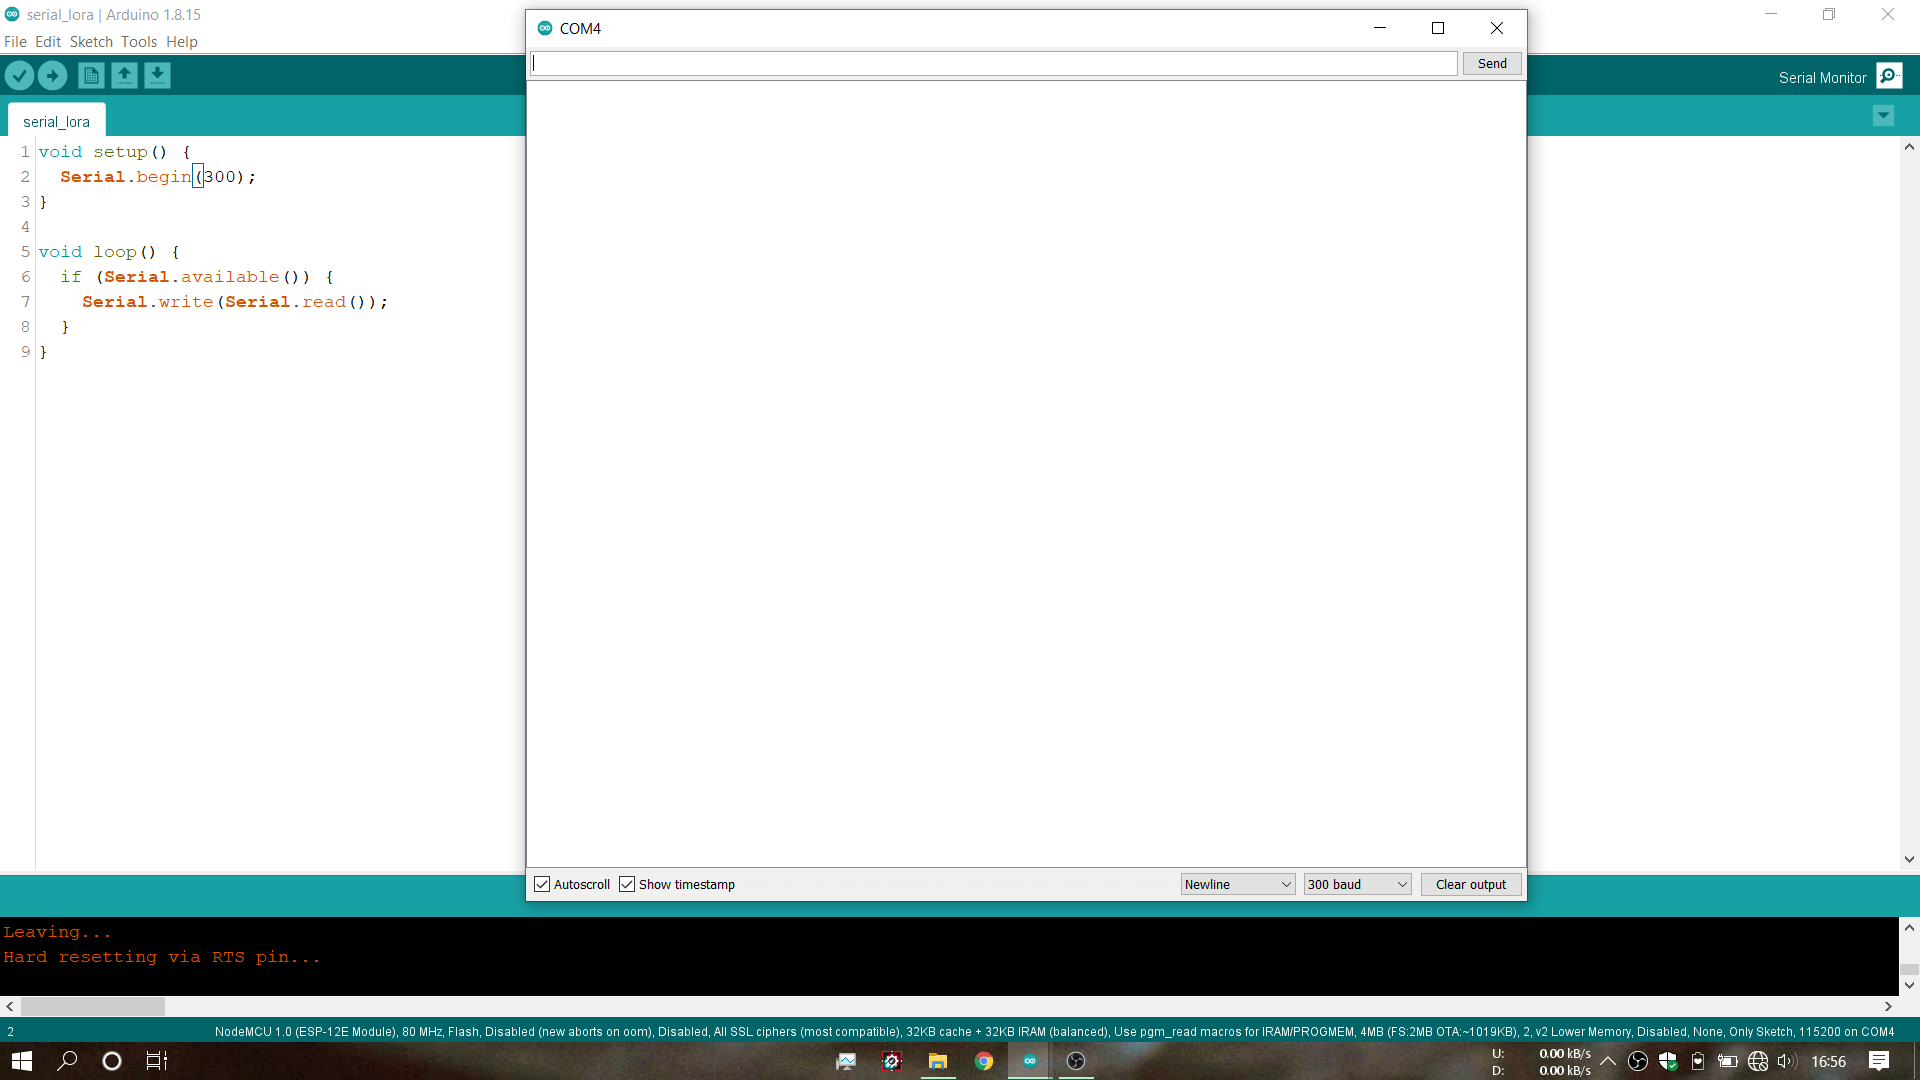 serial_lora | Arduino 1.8.15
File Edit Sketch Tools Help
Serial Monitor
serial_lora
1 void setup() {
2   Serial.begin(300);
3 }
4
5 void loop() {
6   if (Serial.available()) {
7     Serial.write(Serial.read());
8   }
9 }
COM4
Send
Autoscroll Show timestamp Newline 300 baud Clear output
Leaving...
Hard resetting via RTS pin...
2 NodeMCU 1.0 (ESP-12E Module), 80 MHz, Flash, Disabled (new aborts on oom), Disabled, All SSL ciphers (most compatible), 32KB cache + 32KB IRAM (balanced), Use pgm_read macros for IRAM/PROGMEM, 4MB (FS:2MB OTA:~1019KB), 2, v2 Lower Memory, Disabled, None, Only Sketch, 115200 on COM4
U: 0.00 kB/s
D: 0.00 kB/s
16:56